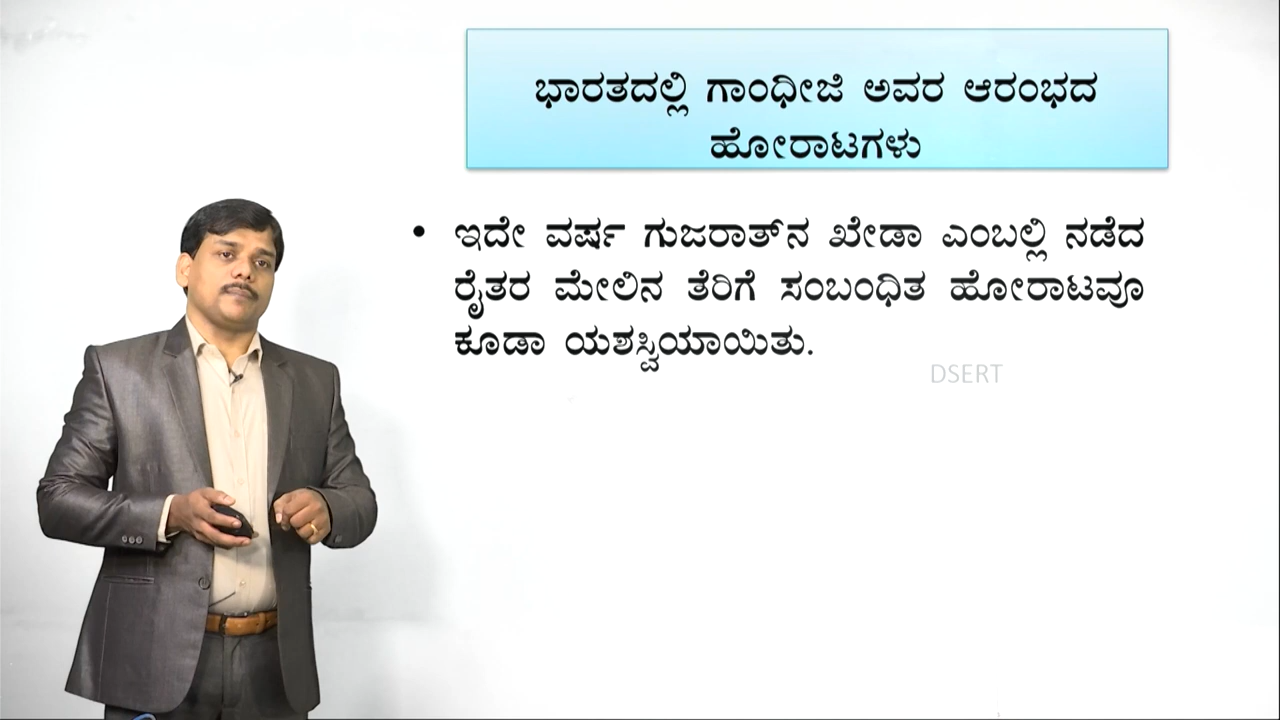 ಭಾರತದಲ್ಲಿ ಗಾಂಧೀಜಿ ಅವರ ಆರಂಭದ
ಹೋರಾಟಗಳು
• ಇದೇ ವರ್ಷ ಗುಜರಾತ್‌ನ ಖೇಡಾ ಎಂಬಲ್ಲಿ ನಡೆದ
ರೈತರ ಮೇಲಿನ ತೆರಿಗೆ ಸಂಬಂಧಿತ ಹೋರಾಟವೂ
ಕೂಡಾ ಯಶಸ್ವಿಯಾಯಿತು.
DSERT